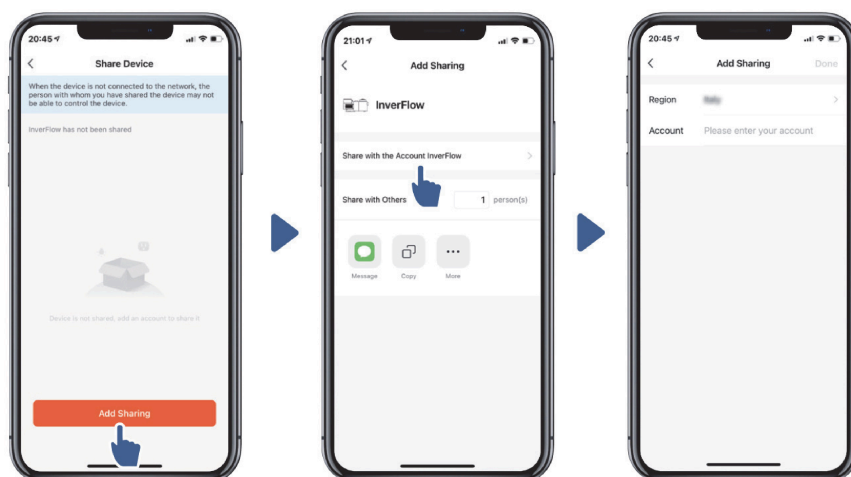 20:45
Share Device
When the device is not connected to the network, the
person with whom you have shared the device may not
be able to control the device.
InverFlow has not been shared
Device is not shared, add an account to share it
Add Sharing
21:01
Add Sharing
InverFlow
Share with the Account InverFlow
Share with Others 1 person(s)
Message Copy More
20:45
Add Sharing Done
Region
Account Please enter your account